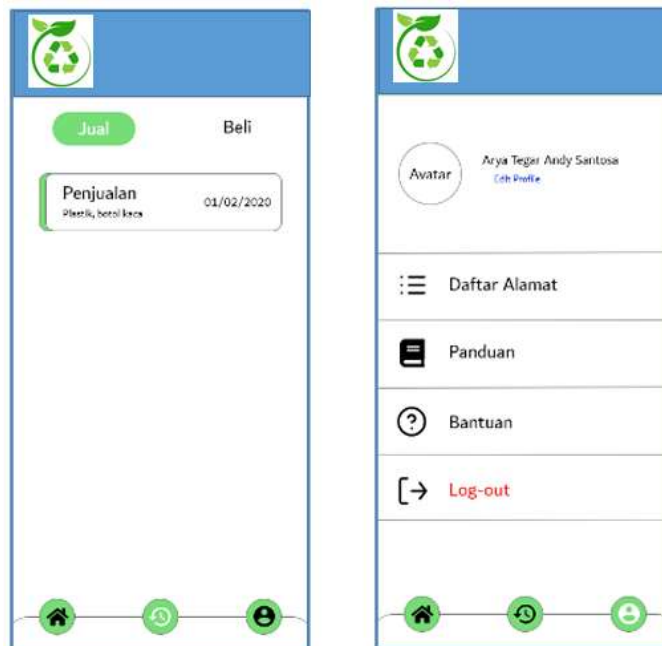 Jual
Beli
Penjualan
Plastik, botol kaca
01/02/2020
Avatar
Arya Tegar Andy Santosa
Edit Profile
Daftar Alamat
Panduan
Bantuan
Log-out